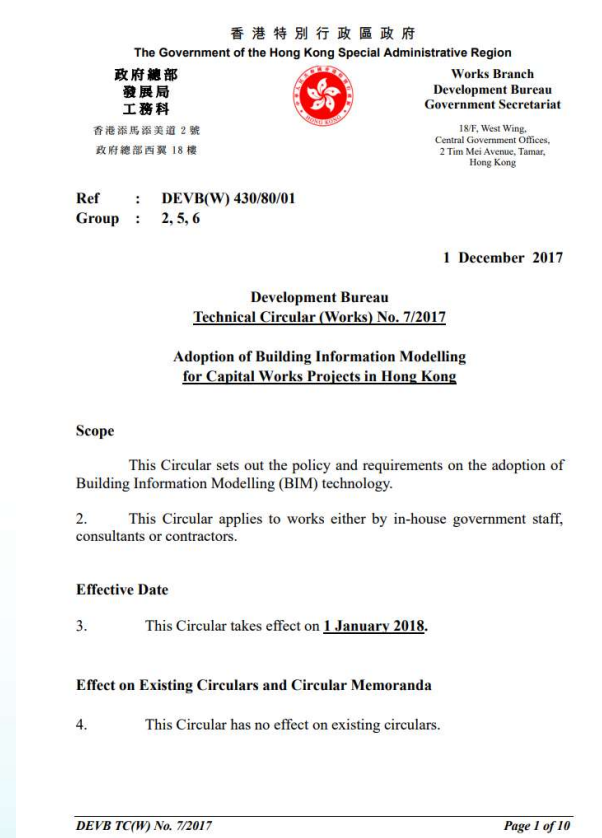 香港特別行政區政府
The Government of the Hong Kong Special Administrative Region
政府總部
發展局
工務科
香港添馬添美道 2 號
政府總部西翼 18 樓
Works Branch
Development Bureau
Government Secretariat
18/F, West Wing,
Central Government Offices,
2 Tim Mei Avenue, Tamar,
Hong Kong
Ref : DEVB(W) 430/80/01
Group : 2, 5, 6
1 December 2017
Development Bureau
Technical Circular (Works) No. 7/2017
Adoption of Building Information Modelling
for Capital Works Projects in Hong Kong
Scope
This Circular sets out the policy and requirements on the adoption of
Building Information Modelling (BIM) technology.
2. This Circular applies to works either by in-house government staff,
consultants or contractors.
Effective Date
3. This Circular takes effect on 1 January 2018.
Effect on Existing Circulars and Circular Memoranda
4. This Circular has no effect on existing circulars.
DEVB TC(W) No. 7/2017 Page 1 of 10